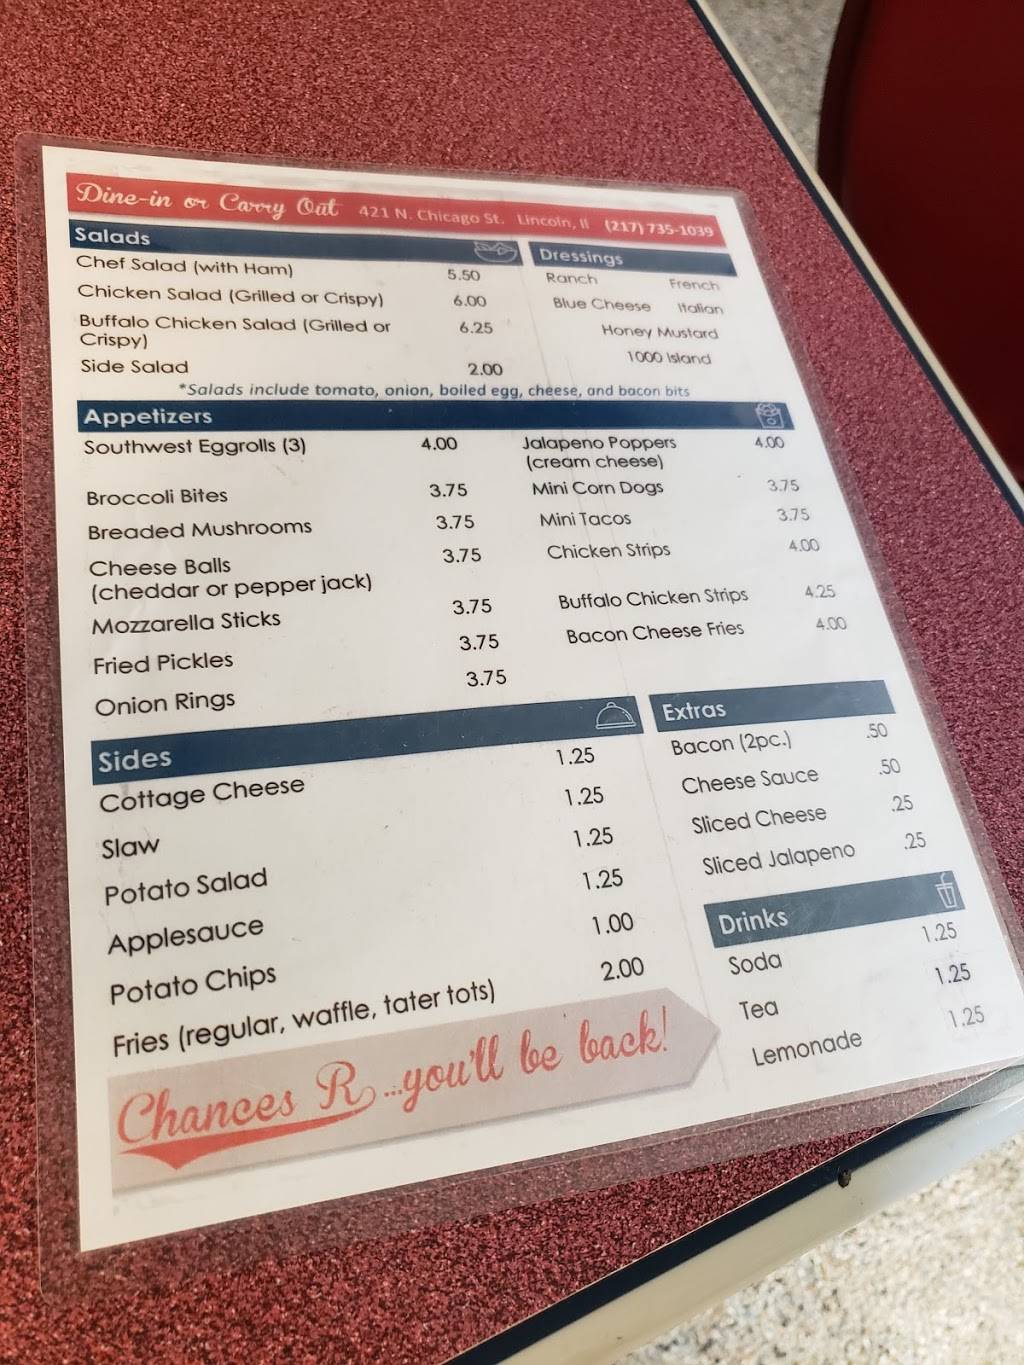 Dine-in or Carry Out 421 N. Chicago St. Lincoln, Il (217) 735-1039
Salads
Chef Salad (with Ham) 5.50
Chicken Salad (Grilled or Crispy) 6.00
Buffalo Chicken Salad (Grilled or 6.25
Crispy)
Side Salad 2.00
Dressings
Ranch French
Blue Cheese Italian
Honey Mustard
1000 Island
*Salads include tomato, onion, boiled egg, cheese, and bacon bits
Appetizers
Southwest Eggrolls (3) 4.00
Broccoli Bites 3.75
Breaded Mushrooms 3.75
Cheese Balls 3.75
(cheddar or pepper jack)
Mozzarella Sticks 3.75
Fried Pickles 3.75
Onion Rings 3.75
Jalapeno Poppers 4.00
(cream cheese)
Mini Corn Dogs 3.75
Mini Tacos 3.75
Chicken Strips 4.00
Buffalo Chicken Strips 4.25
Bacon Cheese Fries 4.00
Sides
Cottage Cheese 1.25
Slaw 1.25
Potato Salad 1.25
Applesauce 1.25
Potato Chips 1.00
Fries (regular, waffle, tater tots) 2.00
Extras
Bacon (2pc.) .50
Cheese Sauce .50
Sliced Cheese .25
Sliced Jalapeno .25
Drinks
Soda 1.25
Tea 1.25
Lemonade 1.25
Chances R ...you'll be back!